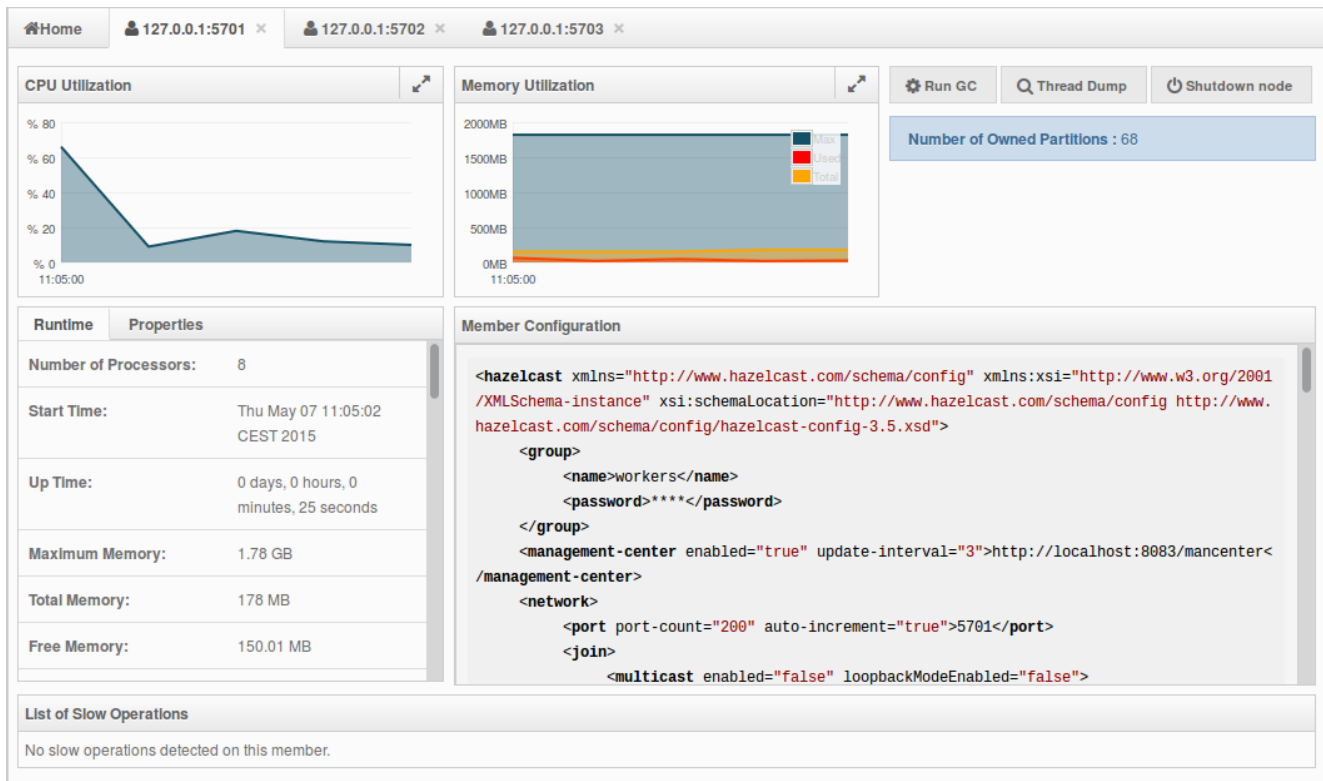 Home
127.0.0.1:5701 ×
127.0.0.1:5702 ×
127.0.0.1:5703 ×
CPU Utilization
% 80
% 60
% 40
% 20
% 0
11:05:00
Memory Utilization
2000MB
1500MB
1000MB
500MB
0MB
11:05:00
Max
Used
Total
Run GC
Thread Dump
Shutdown node
Number of Owned Partitions : 68
Runtime
Properties
Number of Processors: 8
Start Time: Thu May 07 11:05:02
CEST 2015
Up Time: 0 days, 0 hours, 0
minutes, 25 seconds
Maximum Memory: 1.78 GB
Total Memory: 178 MB
Free Memory: 150.01 MB
Member Configuration
<hazelcast xmlns="http://www.hazelcast.com/schema/config" xmlns:xsi="http://www.w3.org/2001
/XMLSchema-instance" xsi:schemaLocation="http://www.hazelcast.com/schema/config http://www.
hazelcast.com/schema/config/hazelcast-config-3.5.xsd">
<group>
<name>workers</name>
<password>****</password>
</group>
<management-center enabled="true" update-interval="3">http://localhost:8083/mancenter<
/management-center>
<network>
<port port-count="200" auto-increment="true">5701</port>
<join>
<multicast enabled="false" loopbackModeEnabled="false">
List of Slow Operations
No slow operations detected on this member.